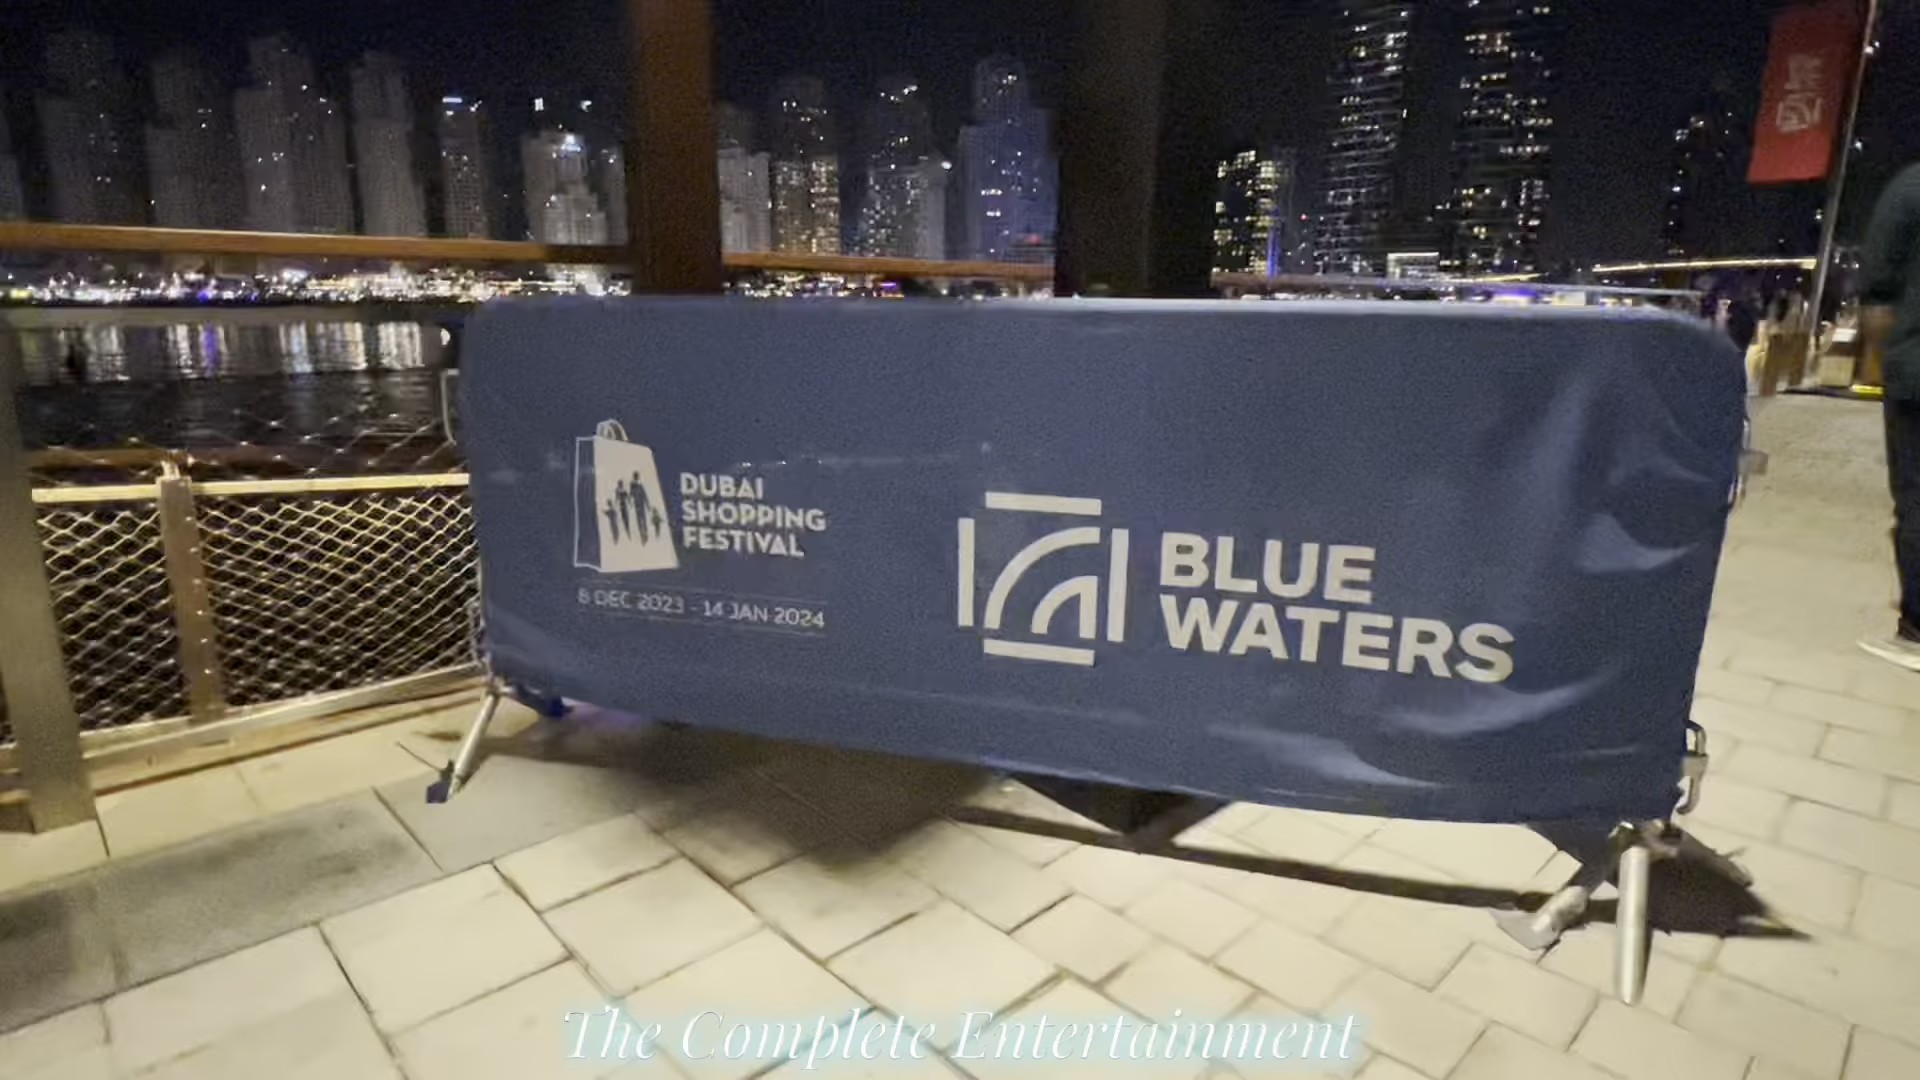 DUBAI
SHOPPING
FESTIVAL
8 DEC 2023 - 14 JAN 2024
BLUE
WATERS
The Complete Entertainment